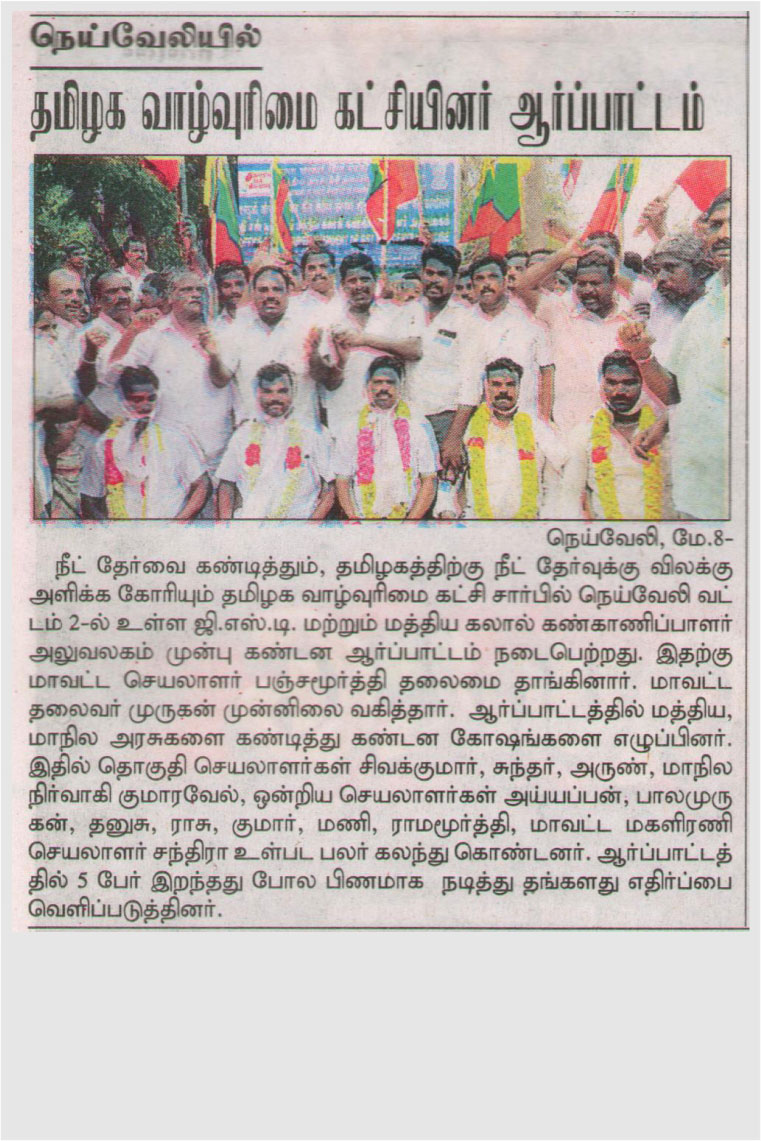 நெய்வேலியில்
தமிழக வாழ்வுரிமை கட்சியினர் ஆர்ப்பாட்டம்
நெய்வேலி, மே.8-
நீட் தேர்வை கண்டித்தும், தமிழகத்திற்கு நீட் தேர்வுக்கு விலக்கு
அளிக்க கோரியும் தமிழக வாழ்வுரிமை கட்சி சார்பில் நெய்வேலி வட்
டம் 2-ல் உள்ள ஜி.எஸ்.டி. மற்றும் மத்திய கலால் கண்காணிப்பாளர்
அலுவலகம் முன்பு கண்டன ஆர்ப்பாட்டம் நடைபெற்றது. இதற்கு
மாவட்ட செயலாளர் பஞ்சமூர்த்தி தலைமை தாங்கினார். மாவட்ட
தலைவர் முருகன் முன்னிலை வகித்தார். ஆர்ப்பாட்டத்தில் மத்திய,
மாநில அரசுகளை கண்டித்து கண்டன கோஷங்களை எழுப்பினர்.
இதில் தொகுதி செயலாளர்கள் சிவக்குமார், சுந்தர், அருண், மாநில
நிர்வாகி குமாரவேல், ஒன்றிய செயலாளர்கள் அய்யப்பன், பாலமுரு
கன், தனுசு, ராசு, குமார், மணி, ராமமூர்த்தி, மாவட்ட மகளிரணி
செயலாளர் சந்திரா உள்பட பலர் கலந்து கொண்டனர். ஆர்ப்பாட்டத்
தில் 5 பேர் இறந்தது போல பிணமாக நடித்து தங்களது எதிர்ப்பை
வெளிப்படுத்தினர்.